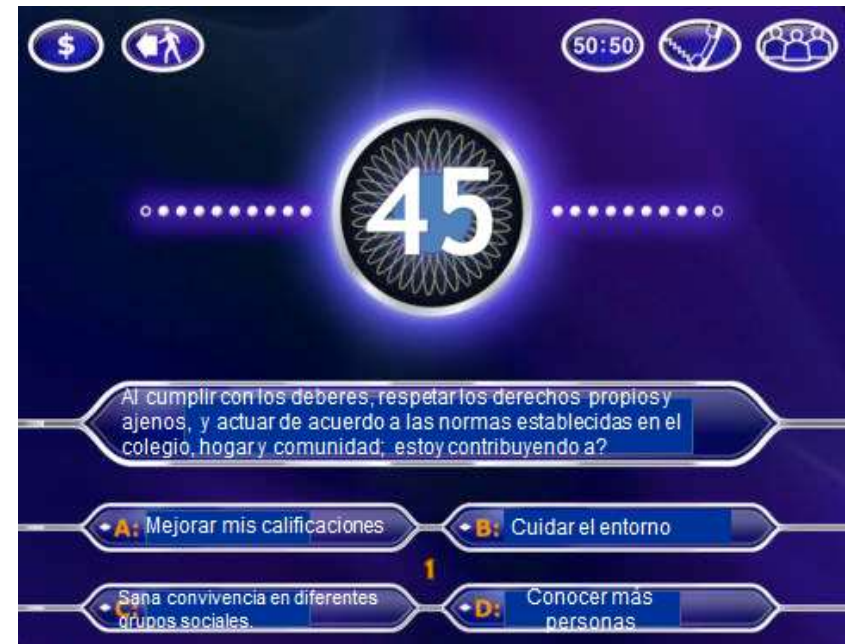 $
50:50
45
Al cumplir con los deberes, respetar los derechos propios y
ajenos, y actuar de acuerdo a las normas establecidas en el
colegio, hogar y comunidad; estoy contribuyendo a?
A: Mejorar mis calificaciones
B: Cuidar el entorno
1
C: Sana convivencia en diferentes
grupos sociales.
D: Conocer más
personas